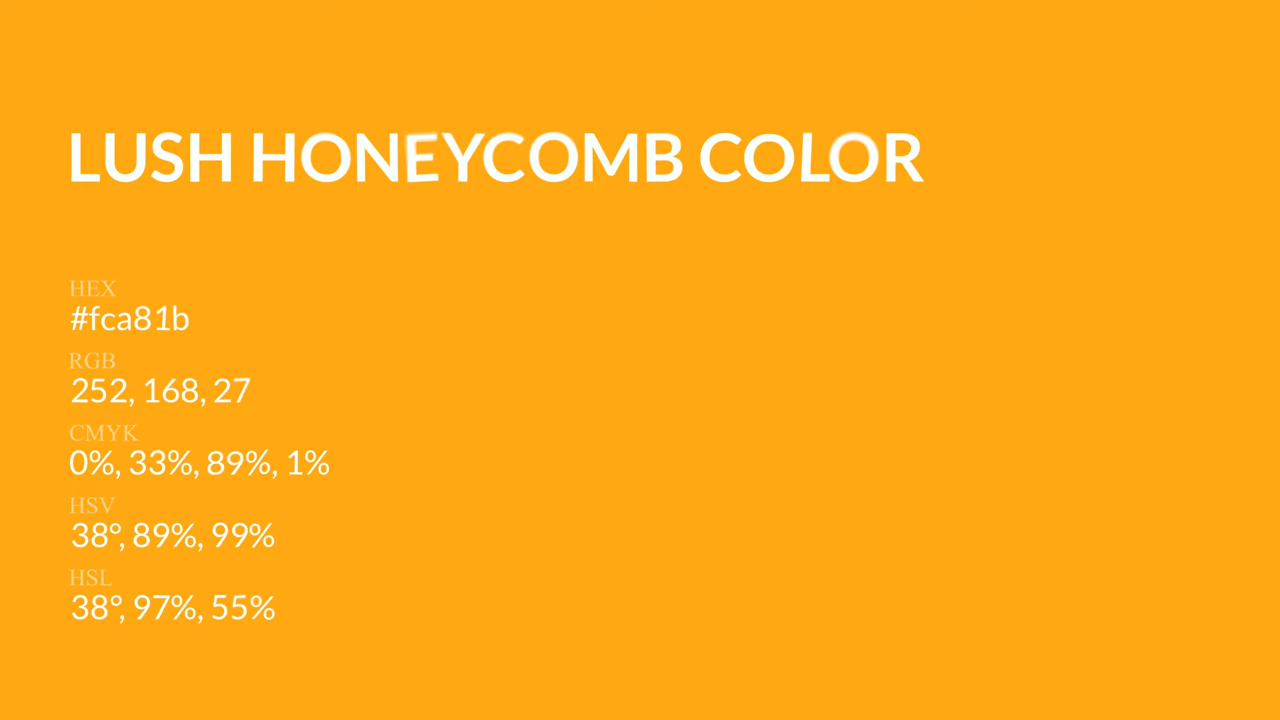 LUSH HONEYCOMB COLOR
HEX
#fca81b
RGB
252, 168, 27
CMYK
0%, 33%, 89%, 1%
HSV
38°, 89%, 99%
HSL
38°, 97%, 55%